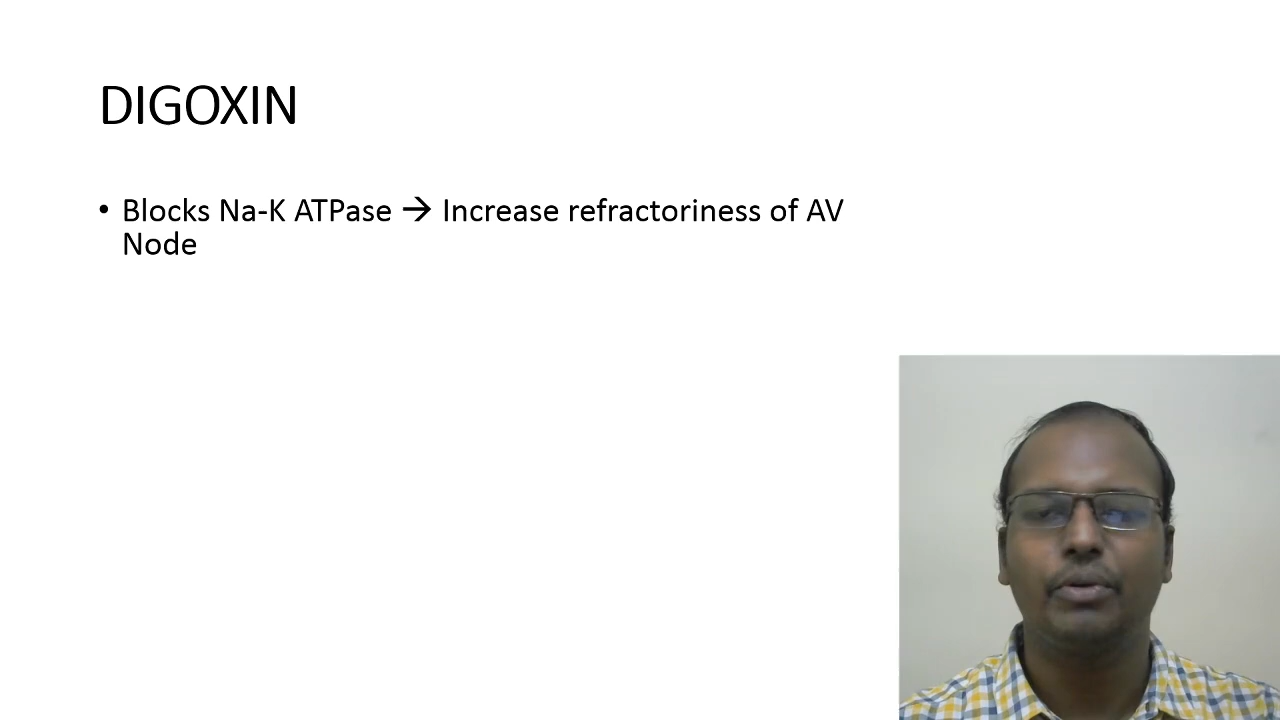 DIGOXIN
• Blocks Na-K ATPase → Increase refractoriness of AV
Node